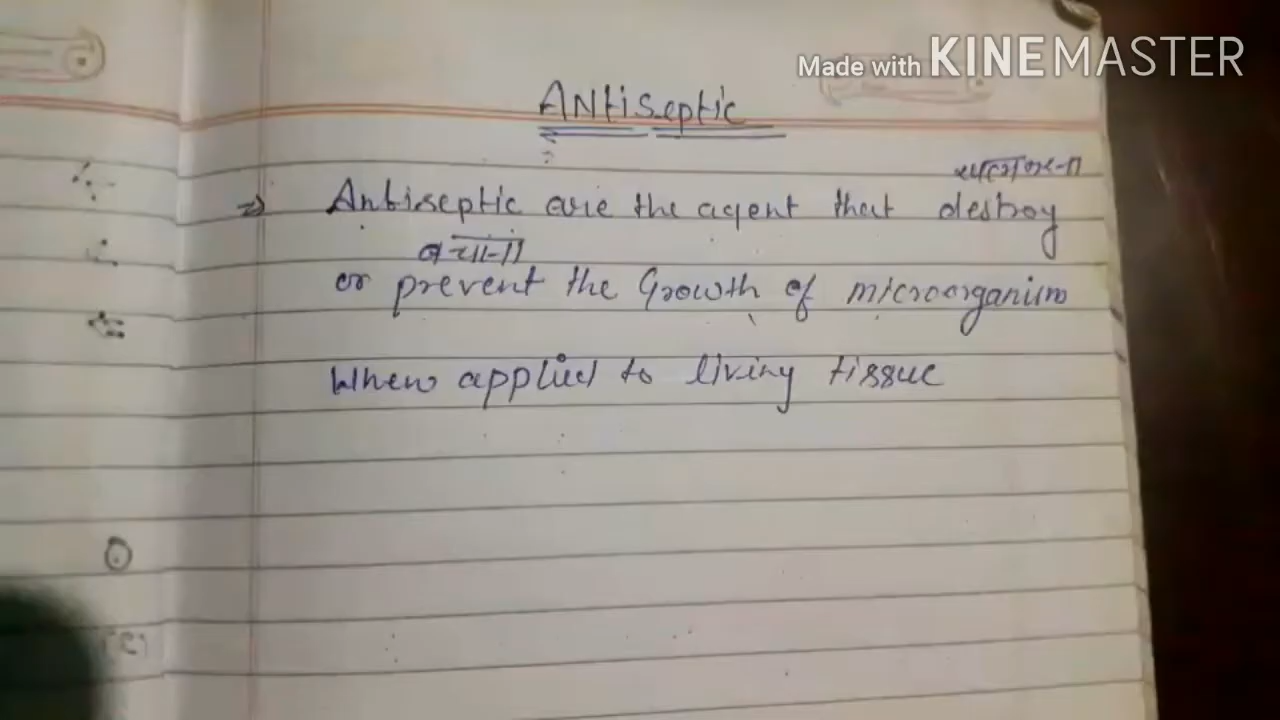 Made with KINEMASTER
ANtiseptic
⇒ Antiseptic are the agent that destroy
बचाना
or prevent the Growth of microorganism
When applied to living tissue